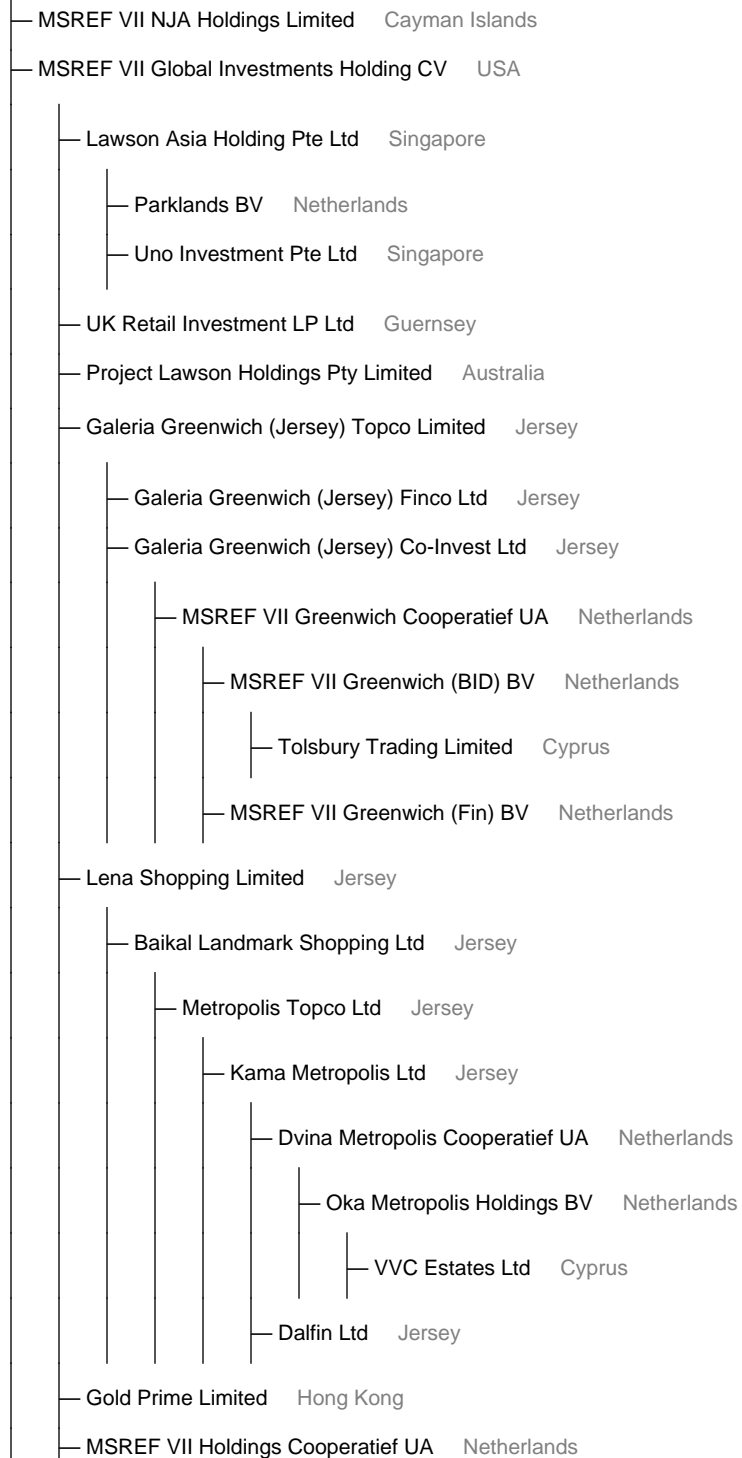 MSREF VII NJA Holdings Limited Cayman Islands
MSREF VII Global Investments Holding CV USA
Lawson Asia Holding Pte Ltd Singapore
Parklands BV Netherlands
Uno Investment Pte Ltd Singapore
UK Retail Investment LP Ltd Guernsey
Project Lawson Holdings Pty Limited Australia
Galeria Greenwich (Jersey) Topco Limited Jersey
Galeria Greenwich (Jersey) Finco Ltd Jersey
Galeria Greenwich (Jersey) Co-Invest Ltd Jersey
MSREF VII Greenwich Cooperatief UA Netherlands
MSREF VII Greenwich (BID) BV Netherlands
Tolsbury Trading Limited Cyprus
MSREF VII Greenwich (Fin) BV Netherlands
Lena Shopping Limited Jersey
Baikal Landmark Shopping Ltd Jersey
Metropolis Topco Ltd Jersey
Kama Metropolis Ltd Jersey
Dvina Metropolis Cooperatief UA Netherlands
Oka Metropolis Holdings BV Netherlands
VVC Estates Ltd Cyprus
Dalfin Ltd Jersey
Gold Prime Limited Hong Kong
MSREF VII Holdings Cooperatief UA Netherlands